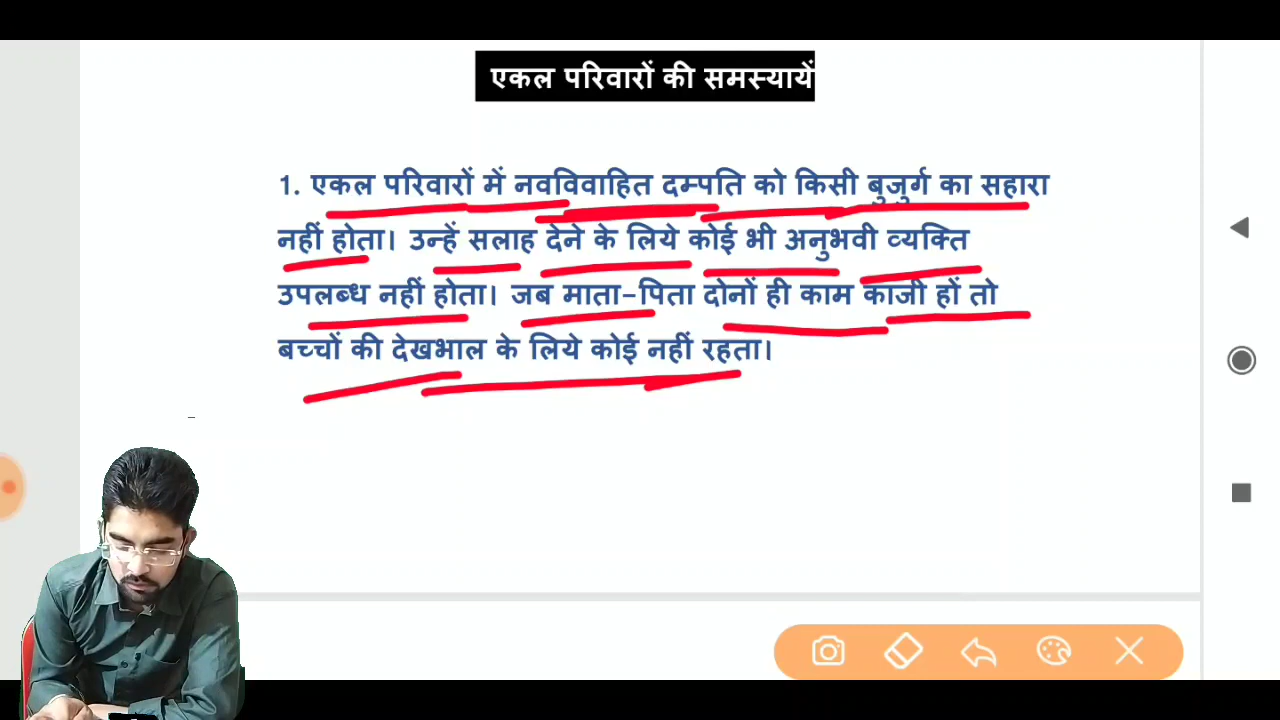 एकल परिवारों की समस्यायें
1. एकल परिवारों में नवविवाहित दम्पति को किसी बुजुर्ग का सहारा
नहीं होता। उन्हें सलाह देने के लिये कोई भी अनुभवी व्यक्ति
उपलब्ध नहीं होता। जब माता-पिता दोनों ही काम काजी हों तो
बच्चों की देखभाल के लिये कोई नहीं रहता।